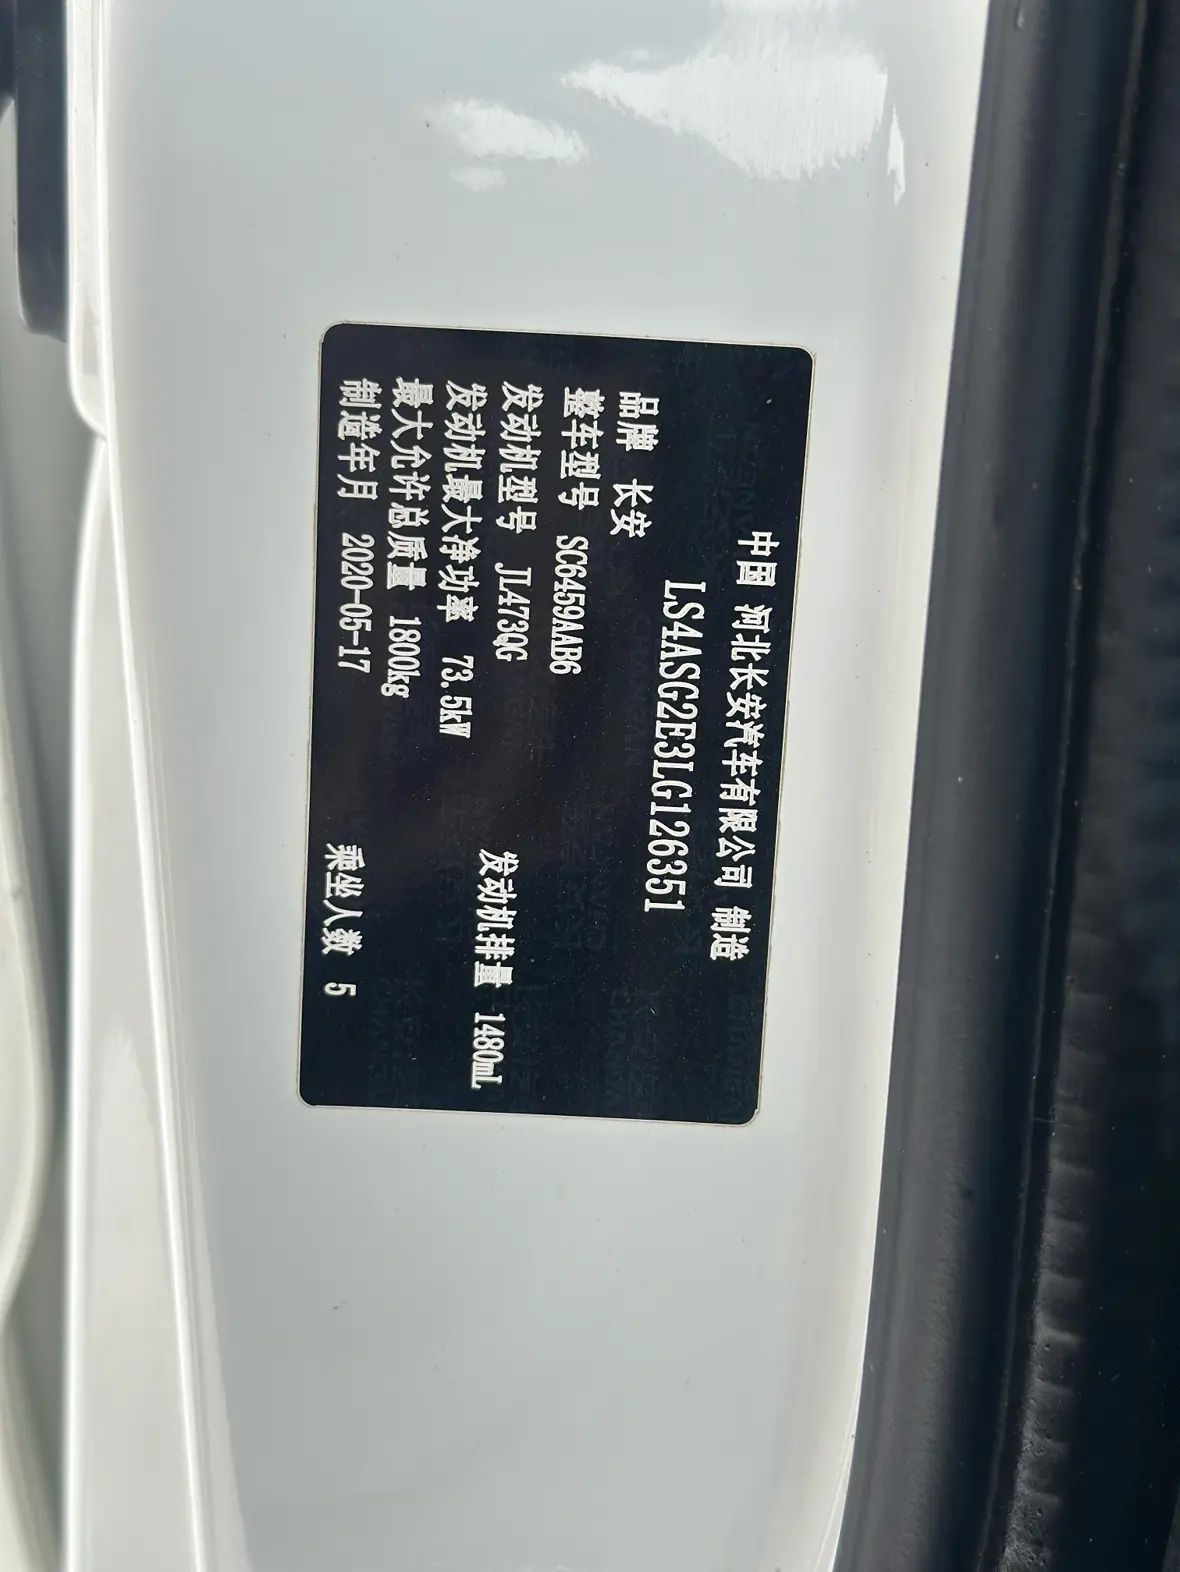 中国 河北长安汽车有限公司 制造
LS4ASG2E3LG126351
品牌 长安
整车型号 SC6459AAB6
发动机型号 JL473QG 发动机排量 1480mL
发动机最大净功率 73.5kW
最大允许总质量 1800kg
制造年月 2020-05-17 乘坐人数 5